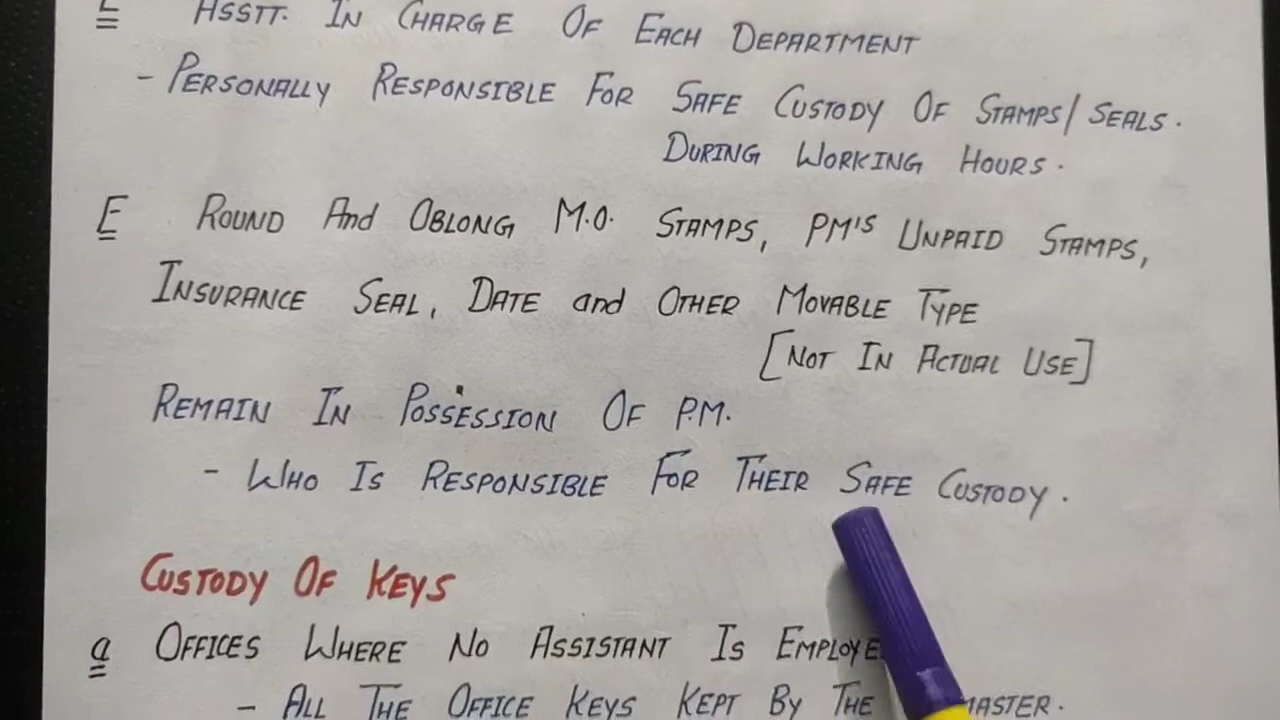 E ASSTT. IN CHARGE OF EACH DEPARTMENT
- PERSONALLY RESPONSIBLE FOR SAFE CUSTODY OF STAMPS/SEALS.
DURING WORKING HOURS.
E ROUND And OBLONG M.O. STAMPS, PM'S UNPAID STAMPS,
INSURANCE SEAL, DATE and OTHER MOVABLE TYPE
[NOT IN ACTUAL USE]
REMAIN IN POSSESSION OF P.M.
- WHO IS RESPONSIBLE FOR THEIR SAFE CUSTODY.
CUSTODY OF KEYS
a OFFICES WHERE NO ASSISTANT IS EMPLOYE
- ALL THE OFFICE KEYS KEPT BY THE MASTER.